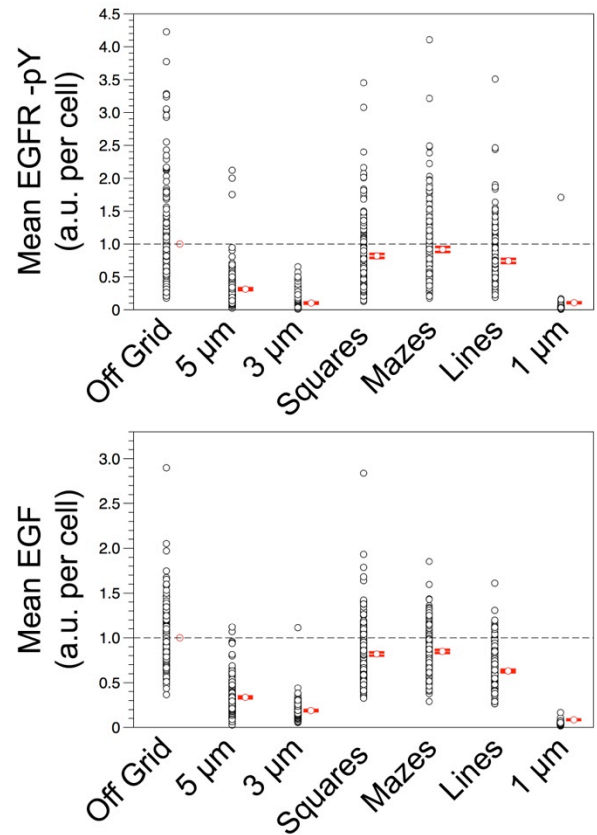 Mean EGFR -pY
(a.u. per cell)
4.5
4.0
3.5
3.0
2.5
2.0
1.5
1.0
0.5
0
Off Grid
5 µm
3 µm
Squares
Mazes
Lines
1 µm
Mean EGF
(a.u. per cell)
3.0
2.5
2.0
1.5
1.0
0.5
0
Off Grid
5 µm
3 µm
Squares
Mazes
Lines
1 µm